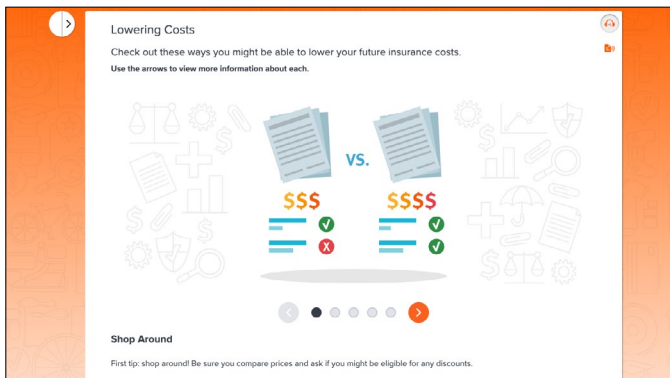 Lowering Costs
Check out these ways you might be able to lower your future insurance costs.
Use the arrows to view more information about each.
VS.
$$$ $$$$
Shop Around
First tip: shop around! Be sure you compare prices and ask if you might be eligible for any discounts.